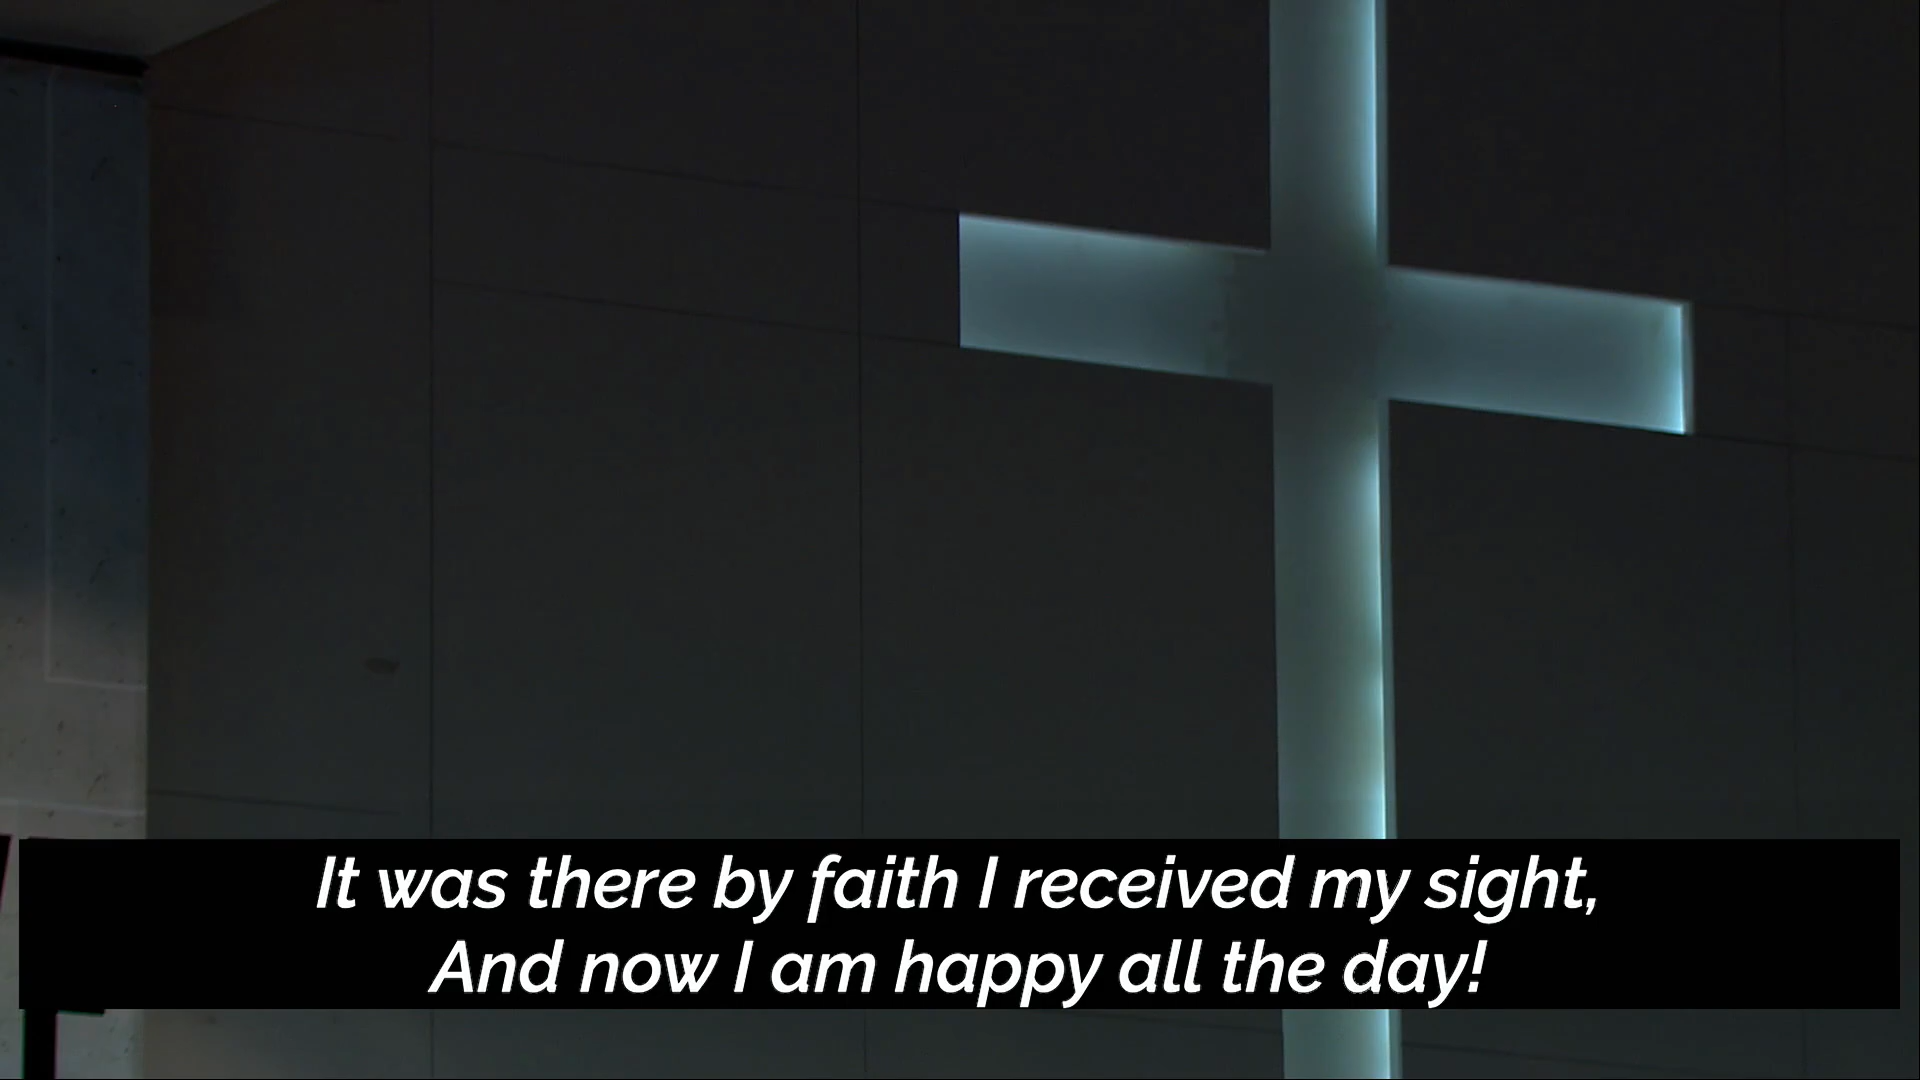 It was there by faith I received my sight,
And now I am happy all the day!